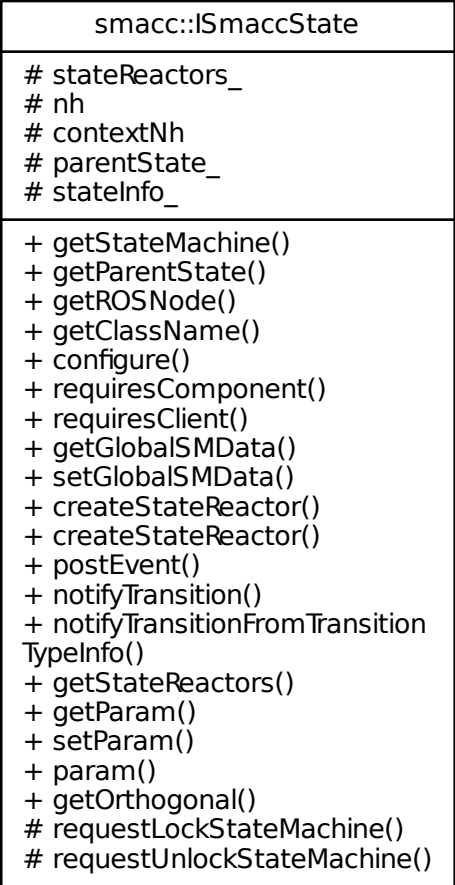 smacc::ISmaccState
# stateReactors_
# nh
# contextNh
# parentState_
# stateInfo_
+ getStateMachine()
+ getParentState()
+ getROSNode()
+ getClassName()
+ configure()
+ requiresComponent()
+ requiresClient()
+ getGlobalSMData()
+ setGlobalSMData()
+ createStateReactor()
+ createStateReactor()
+ postEvent()
+ notifyTransition()
+ notifyTransitionFromTransition
TypeInfo()
+ getStateReactors()
+ getParam()
+ setParam()
+ param()
+ getOrthogonal()
# requestLockStateMachine()
# requestUnlockStateMachine()